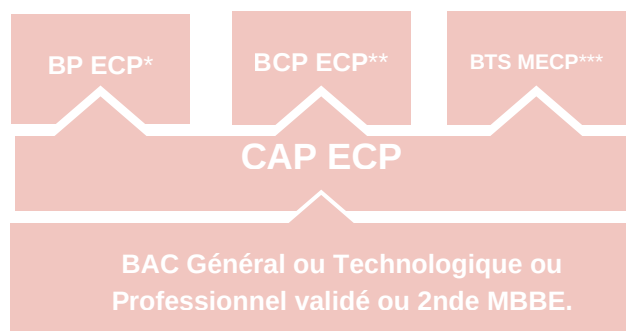 BP ECP*
BCP ECP**
BTS MECP***
CAP ECP
BAC Général ou Technologique ou
Professionnel validé ou 2nde MBBE.